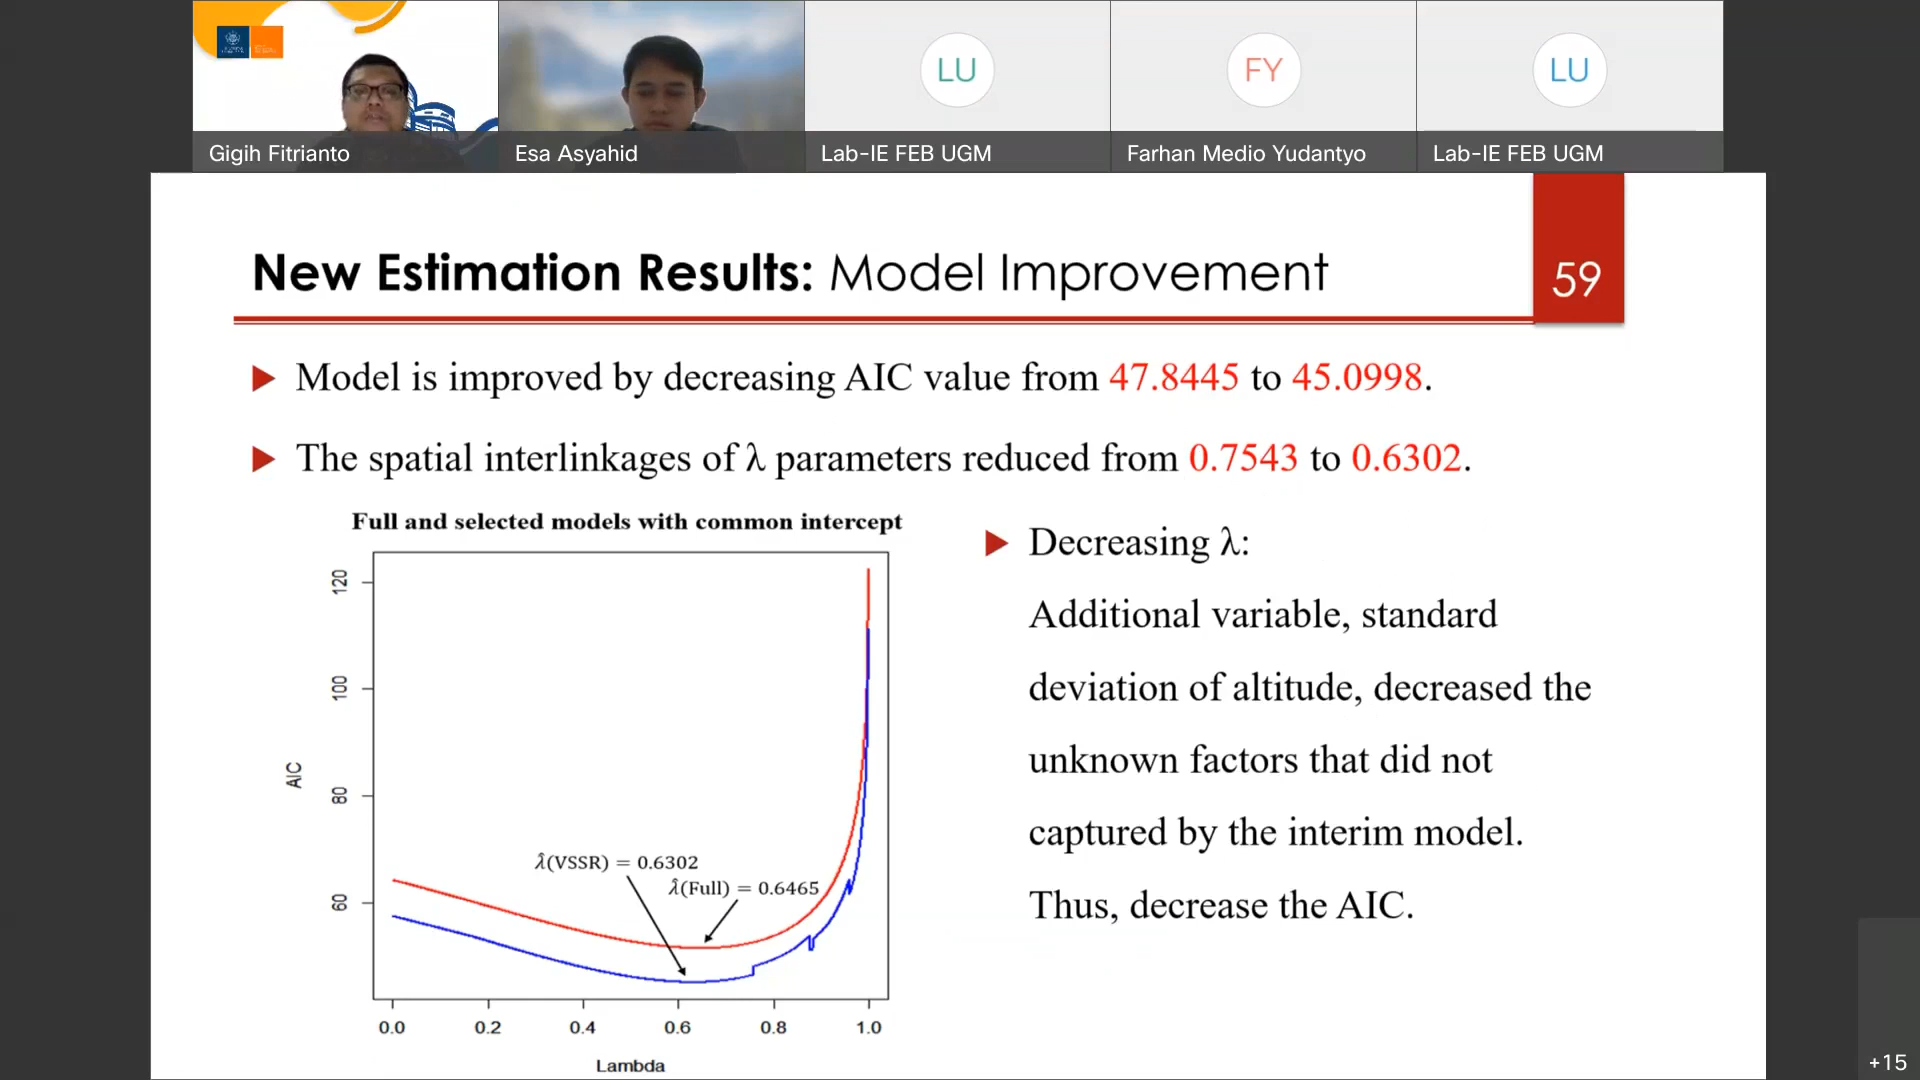 Gigih Fitrianto
Esa Asyahid
LU
Lab-IE FEB UGM
FY
Farhan Medio Yudantyo
LU
Lab-IE FEB UGM
New Estimation Results: Model Improvement
59
Model is improved by decreasing AIC value from 47.8445 to 45.0998.
The spatial interlinkages of λ parameters reduced from 0.7543 to 0.6302.
Full and selected models with common intercept
AIC
120
100
80
60
λ̂(VSSR) = 0.6302
λ̂(Full) = 0.6465
0.0 0.2 0.4 0.6 0.8 1.0
Lambda
Decreasing λ:
Additional variable, standard
deviation of altitude, decreased the
unknown factors that did not
captured by the interim model.
Thus, decrease the AIC.
+15